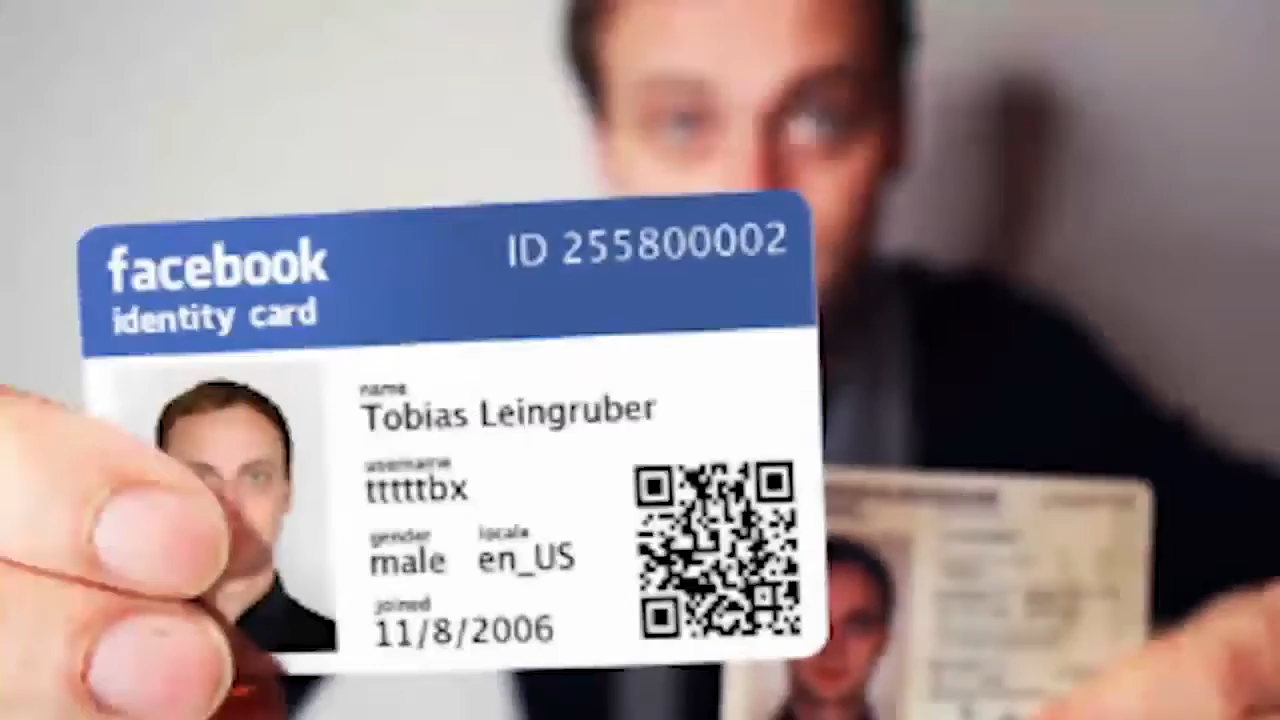 facebook
identity card
ID 255800002
name
Tobias Leingruber
username
tttttbx
gender locale
male en_US
joined
11/8/2006